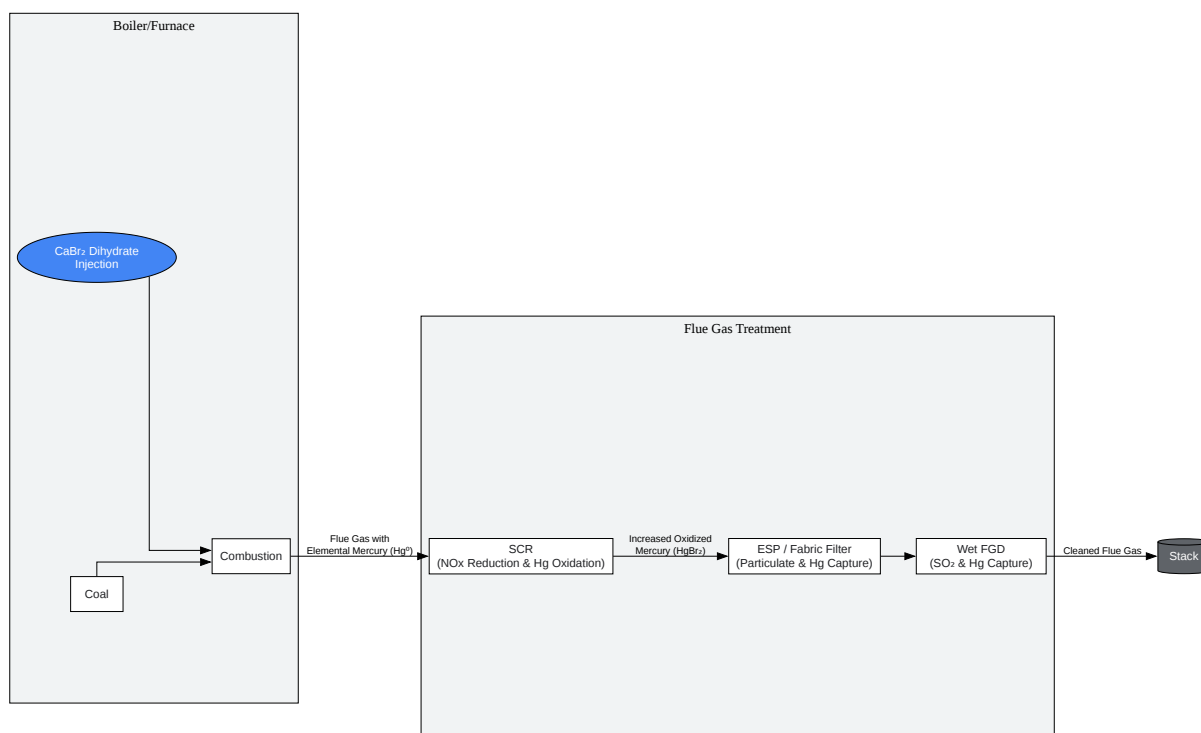 Boiler/Furnace
CaBr₂ Dihydrate
Injection
Coal
Combustion
Flue Gas with
Elemental Mercury (Hg⁰)
Flue Gas Treatment
SCR
(NOx Reduction & Hg Oxidation)
Increased Oxidized
Mercury (HgBr₂)
ESP / Fabric Filter
(Particulate & Hg Capture)
Wet FGD
(SO₂ & Hg Capture)
Cleaned Flue Gas
Stack